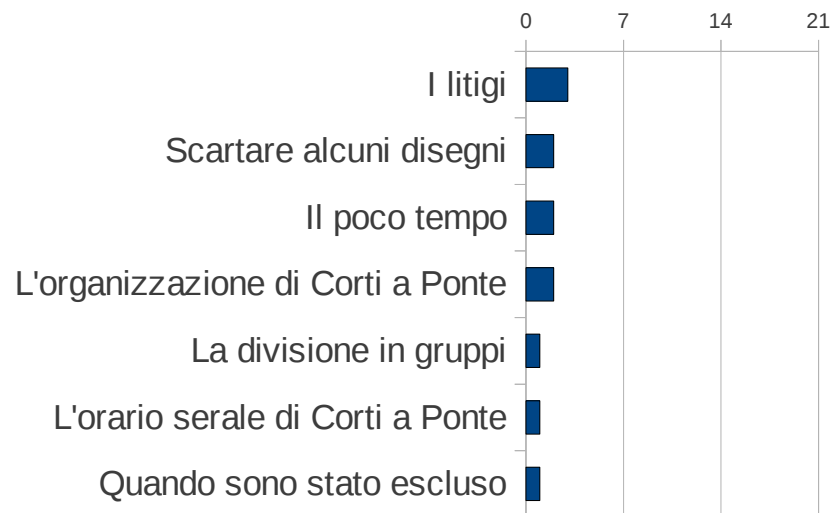 0 7 14 21
I litigi
Scartare alcuni disegni
Il poco tempo
L'organizzazione di Corti a Ponte
La divisione in gruppi
L'orario serale di Corti a Ponte
Quando sono stato escluso